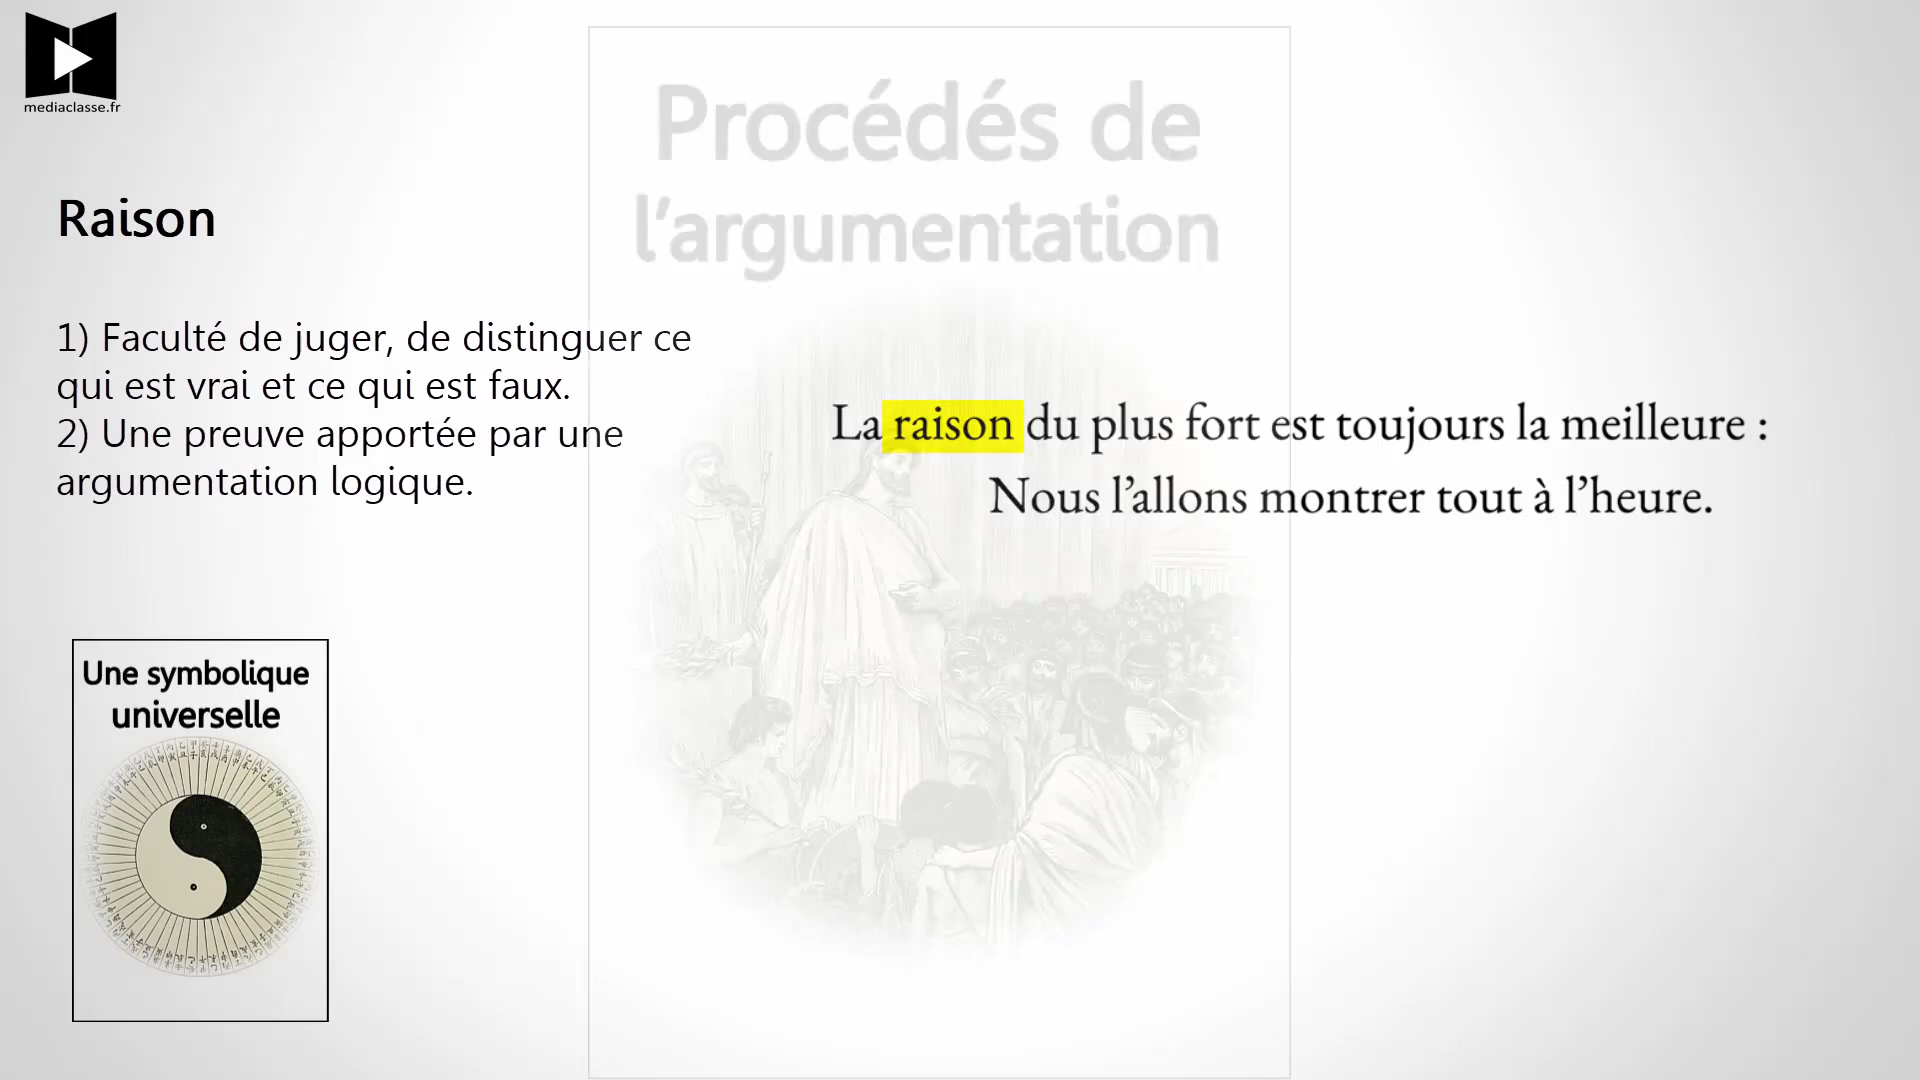 mediaclasse.fr
Procédés de
l’argumentation
Raison
1) Faculté de juger, de distinguer ce
qui est vrai et ce qui est faux.
2) Une preuve apportée par une
argumentation logique.
La raison du plus fort est toujours la meilleure :
Nous l’allons montrer tout à l’heure.
Une symbolique
universelle